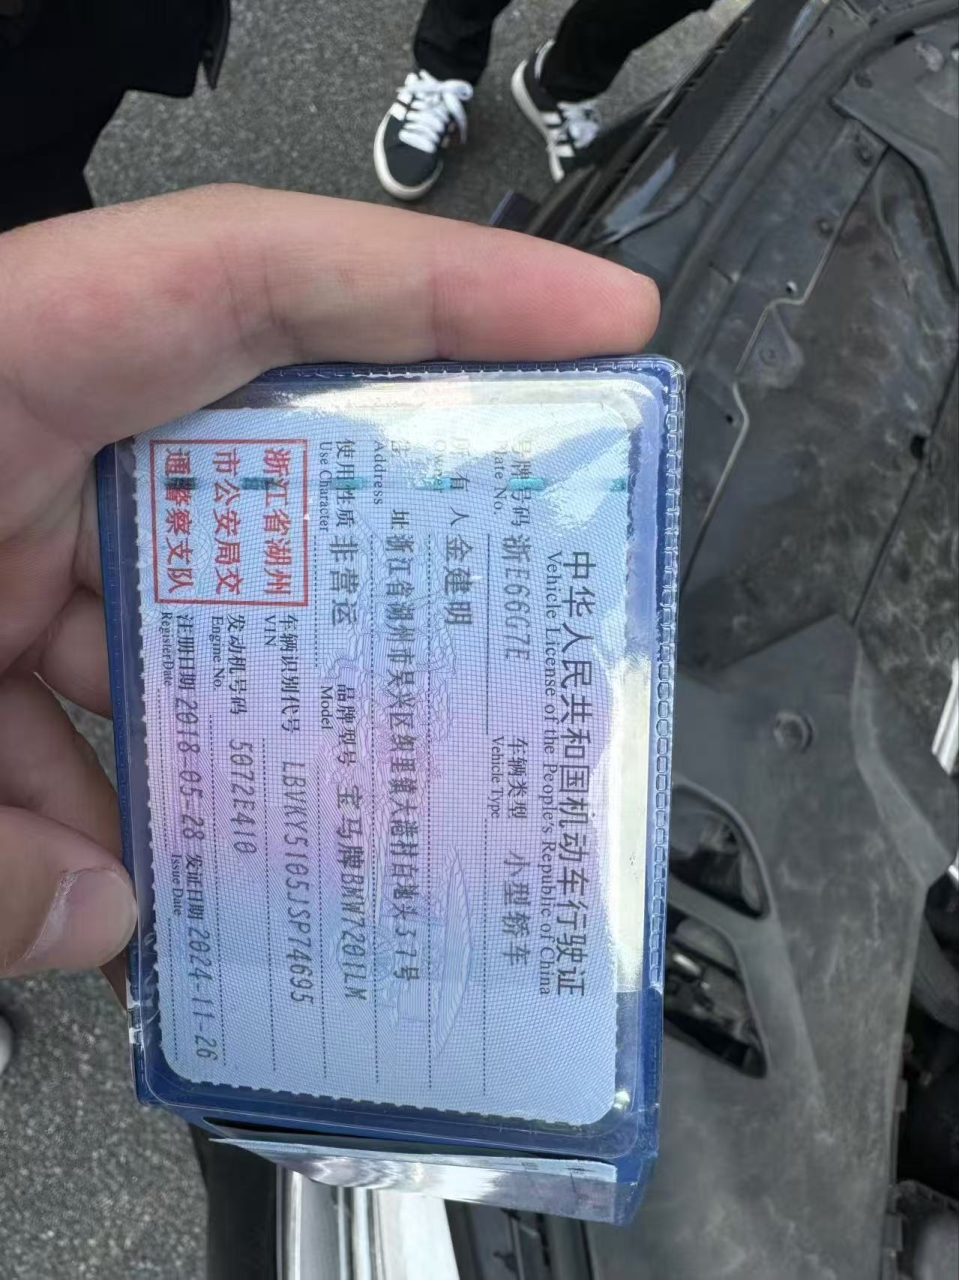 中华人民共和国机动车行驶证
Vehicle License of the People's Republic of China
号牌号码 浙E66G7E 车辆类型 小型轿车
Plate No. Vehicle Type
所有人 金建明
Owner
住址 浙江省湖州市吴兴区织里镇大港村白地头57号
Address
使用性质 非营运 品牌型号 宝马牌BMW7201LM
Use Character Model
浙江省湖州
市公安局交
通警察支队
车辆识别代号 LBVKY5105JSP74695
VIN
发动机号码 5072E410
Engine No.
注册日期 2018-05-28 发证日期 2024-11-26
Register Date Issue Date